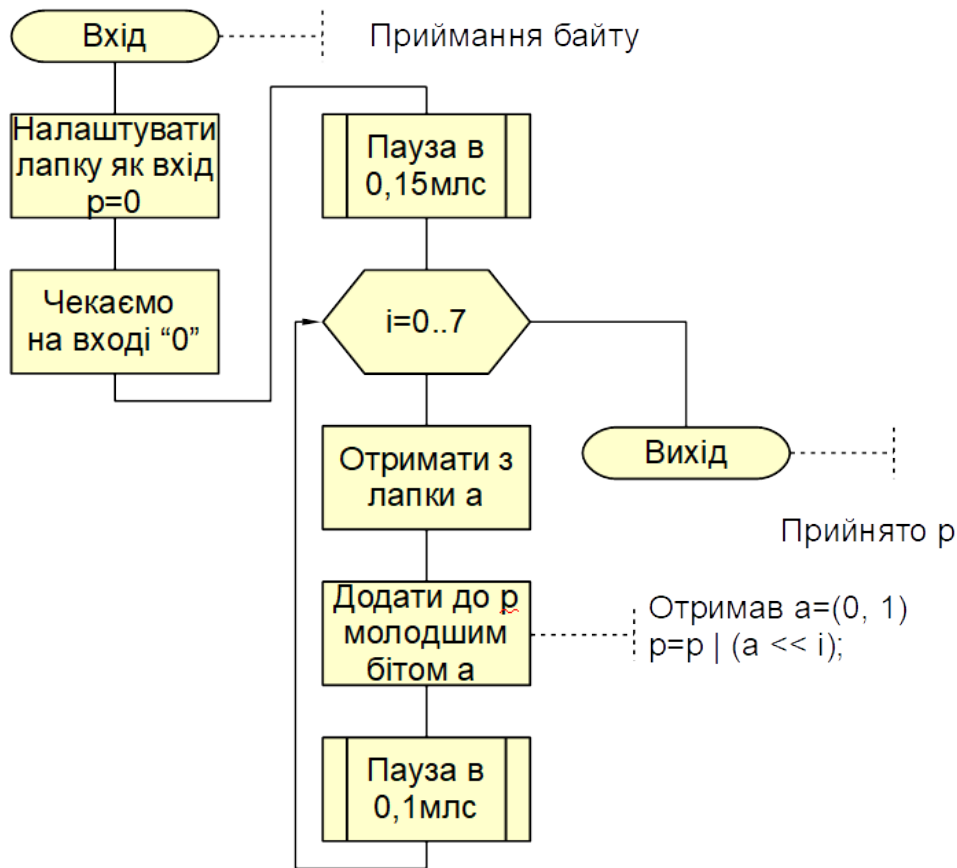 Вхід
Приймання байту
Налаштувати
лапку як вхід
p=0
Чекаємо
на вході “0”
Пауза в
0,15млс
i=0..7
Отримати з
лапки а
Вихід
Прийнято р
Додати до р
молодшим
бітом а
Отримав a=(0, 1)
p=p | (a << i);
Пауза в
0,1млс